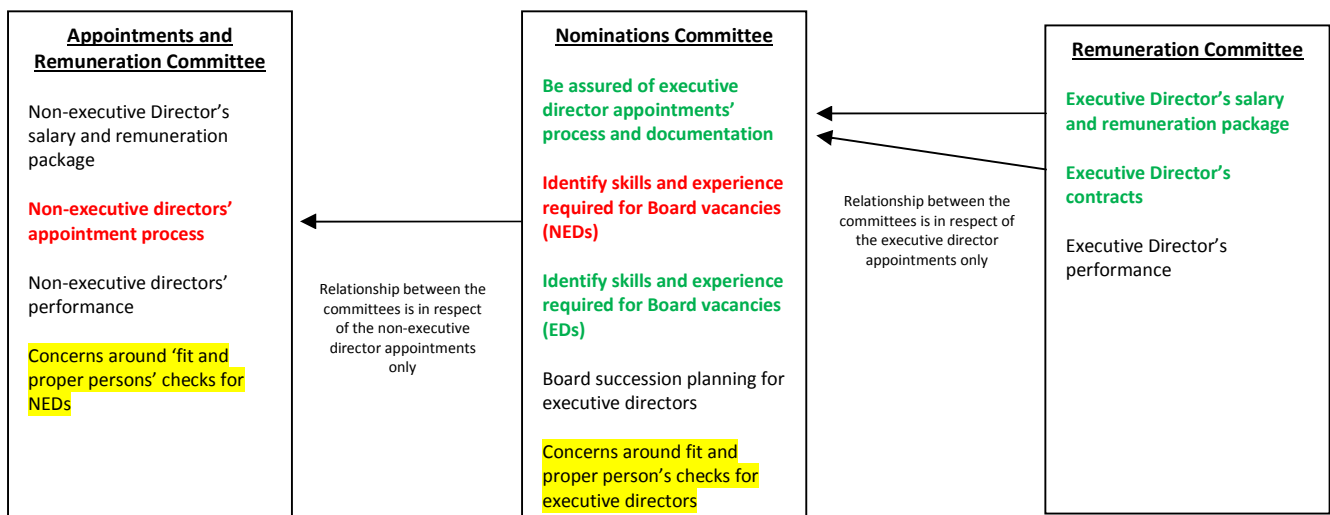 Appointments and
Remuneration Committee
Non-executive Director's
salary and remuneration
package
Non-executive directors'
appointment process
Non-executive directors'
performance
Concerns around 'fit and
proper persons' checks for
NEDs
Relationship between the
committees is in respect
of the non-executive
director appointments
only
Nominations Committee
Be assured of executive
director appointments'
process and documentation
Identify skills and experience
required for Board vacancies
(NEDs)
Identify skills and experience
required for Board vacancies
(EDs)
Board succession planning for
executive directors
Concerns around fit and
proper person's checks for
executive directors
Relationship between
the committees is in respect of
the executive director
appointments only
Remuneration Committee
Executive Director's salary
and remuneration package
Executive Director's
contracts
Executive Director's
performance